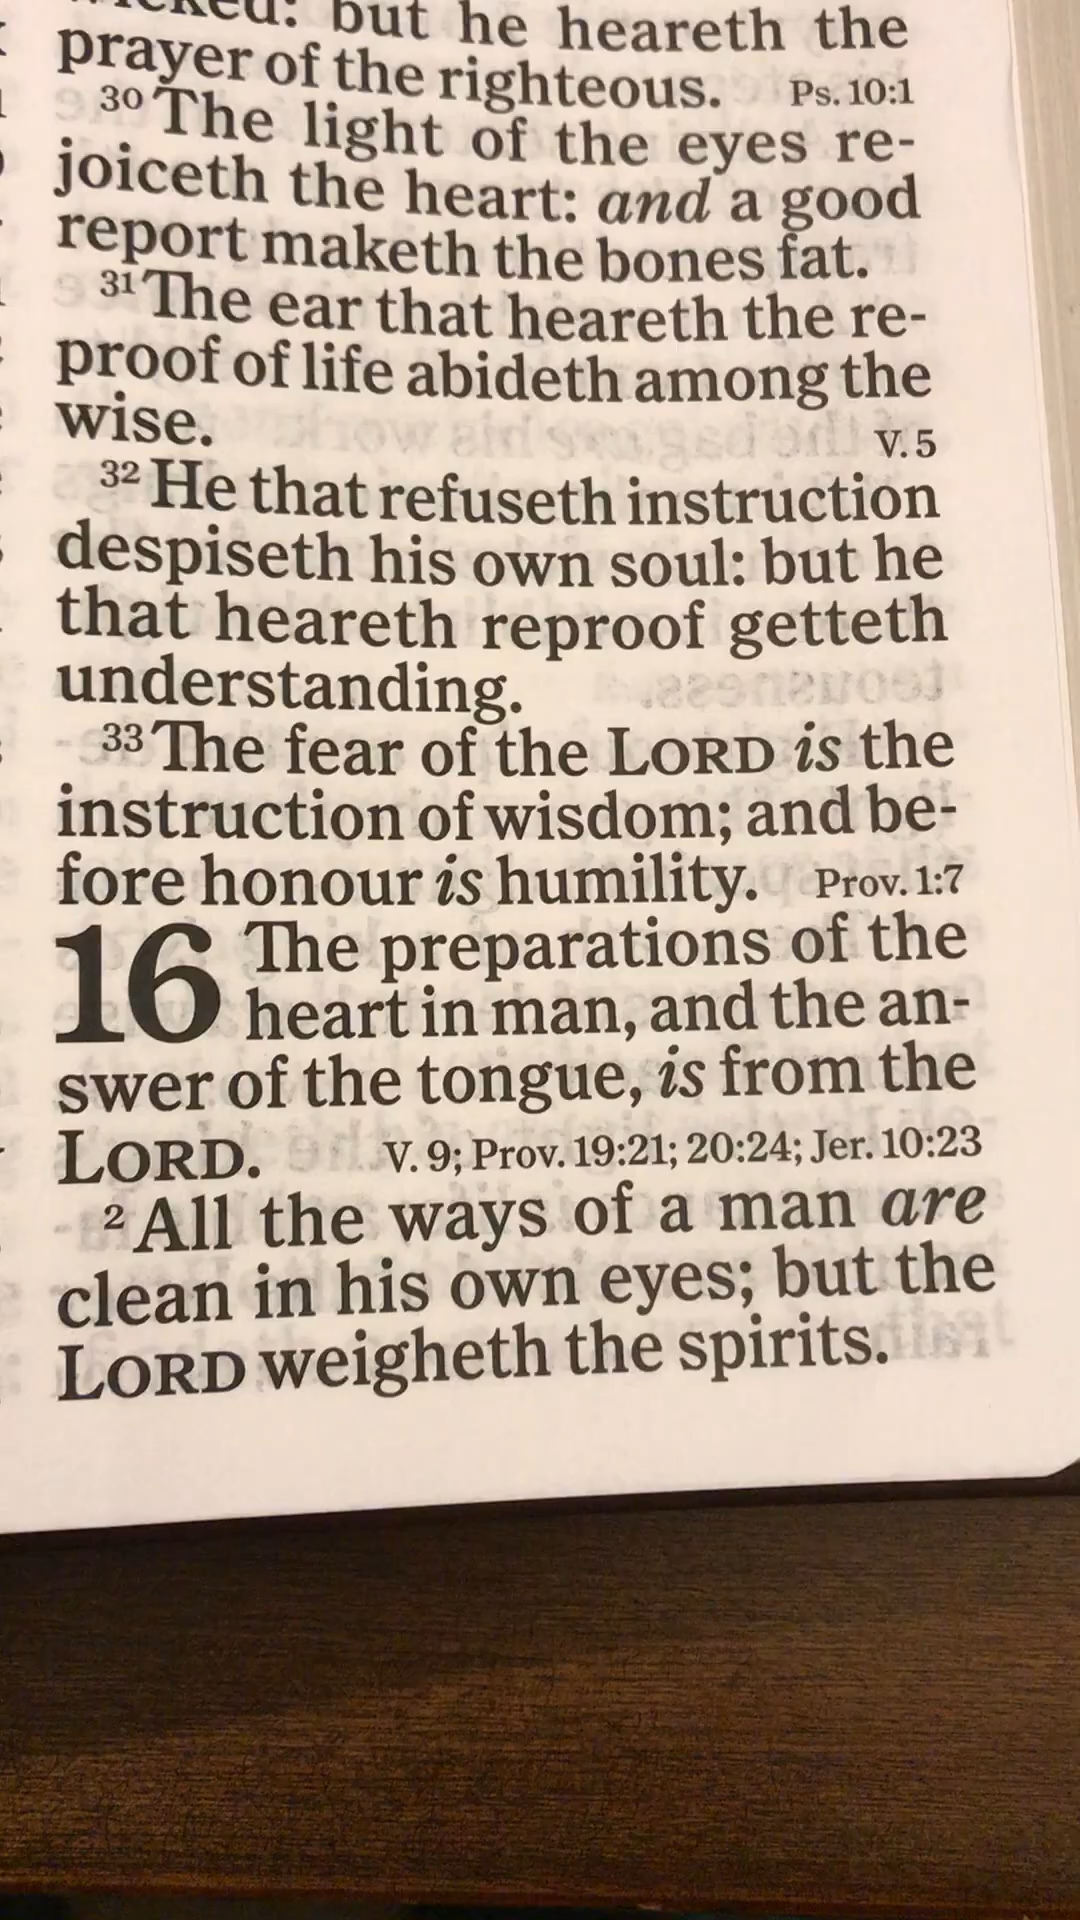 wicked: but he heareth the
prayer of the righteous. Ps. 10:1
30 The light of the eyes re-
joiceth the heart: and a good
report maketh the bones fat.
31 The ear that heareth the re-
proof of life abideth among the
wise. V. 5
32 He that refuseth instruction
despiseth his own soul: but he
that heareth reproof getteth
understanding.
33 The fear of the LORD is the
instruction of wisdom; and be-
fore honour is humility. Prov. 1:7
16 The preparations of the
heart in man, and the an-
swer of the tongue, is from the
LORD. V. 9; Prov. 19:21; 20:24; Jer. 10:23
2 All the ways of a man are
clean in his own eyes; but the
LORD weigheth the spirits.